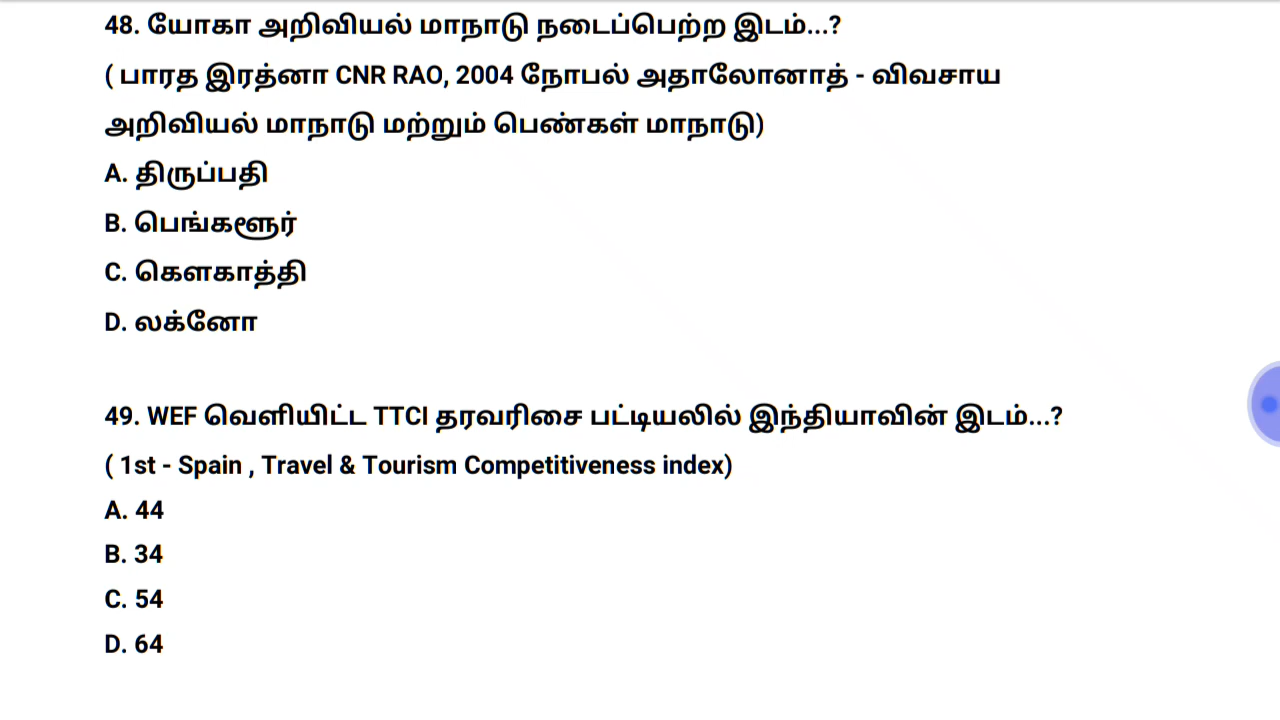 48. யோகா அறிவியல் மாநாடு நடைப்பெற்ற இடம்...?
( பாரத இரத்னா CNR RAO, 2004 நோபல் அதாலோனாத் - விவசாய
அறிவியல் மாநாடு மற்றும் பெண்கள் மாநாடு)
A. திருப்பதி
B. பெங்களூர்
C. கௌகாத்தி
D. லக்னோ
49. WEF வெளியிட்ட TTCI தரவரிசை பட்டியலில் இந்தியாவின் இடம்...?
( 1st - Spain , Travel & Tourism Competitiveness index)
A. 44
B. 34
C. 54
D. 64